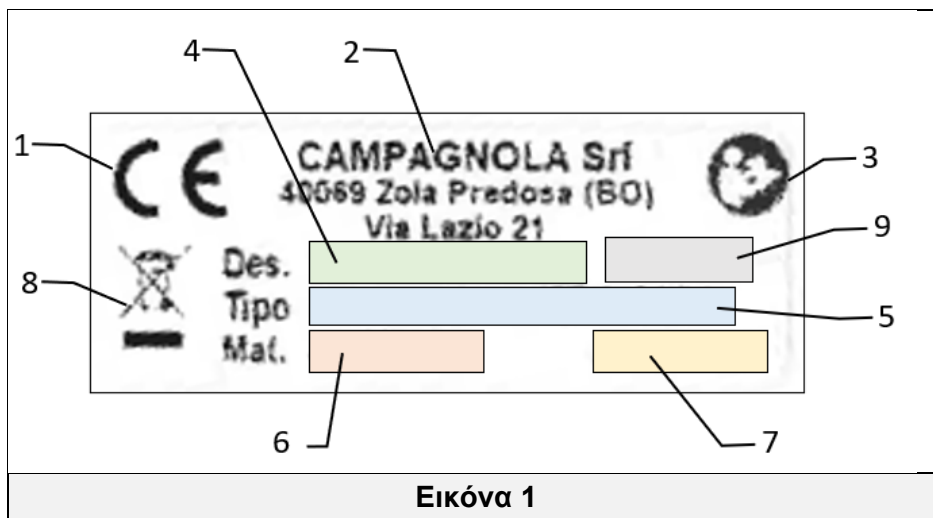 4
2
1
CE
CAMPAGNOLA Srl
3
40069 Zola Predosa (BO)
Via Lazio 21
9
Des.
8
Tipo
5
Mat.
6
7
Εικόνα 1